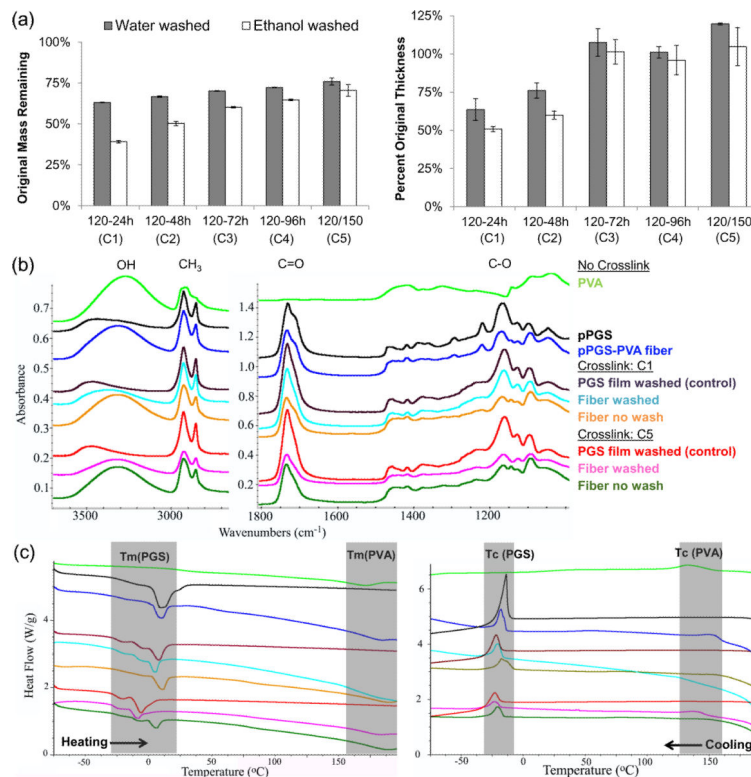 (a)
Water washed Ethanol washed
Original Mass Remaining
100%
75%
50%
25%
0%
120-24h 120-48h 120-72h 120-96h 120/150
(C1) (C2) (C3) (C4) (C5)
Percent Original Thickness
125%
100%
75%
50%
25%
0%
120-24h 120-48h 120-72h 120-96h 120/150
(C1) (C2) (C3) (C4) (C5)
(b)
OH CH3 C=O C-O
No Crosslink
PVA
pPGS
pPGS-PVA fiber
Crosslink: C1
PGS film washed (control)
Fiber washed
Fiber no wash
Crosslink: C5
PGS film washed (control)
Fiber washed
Fiber no wash
Absorbance
0.7
0.6
0.5
0.4
0.3
0.2
0.1
1.4
1.2
1.0
0.8
0.6
0.4
0.2
3500 3000 1800 1600 1400 1200
Wavenumbers (cm-1)
(c)
Tm(PGS) Tm(PVA)
Heat Flow (W/g)
4
2
0
Heating
-50 0 50 100 150
Temperature (°C)
Tc (PGS) Tc (PVA)
6
4
2
0
Cooling
-50 0 50 100 150
Temperature (°C)